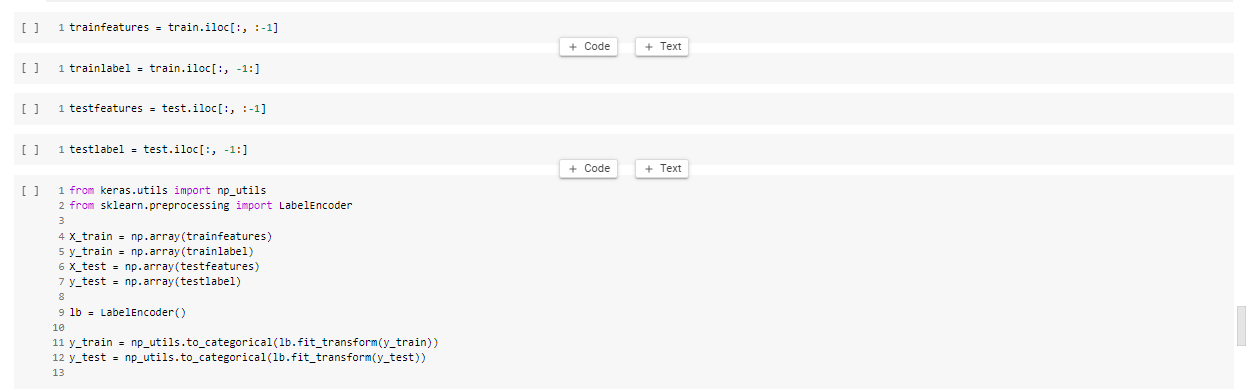 [ ] 1 trainfeatures = train.iloc[:, :-1]
+ Code + Text
[ ] 1 trainlabel = train.iloc[:, -1:]
[ ] 1 testfeatures = test.iloc[:, :-1]
[ ] 1 testlabel = test.iloc[:, -1:]
+ Code + Text
[ ] 1 from keras.utils import np_utils
2 from sklearn.preprocessing import LabelEncoder
3
4 X_train = np.array(trainfeatures)
5 y_train = np.array(trainlabel)
6 X_test = np.array(testfeatures)
7 y_test = np.array(testlabel)
8
9 lb = LabelEncoder()
10
11 y_train = np_utils.to_categorical(lb.fit_transform(y_train))
12 y_test = np_utils.to_categorical(lb.fit_transform(y_test))
13